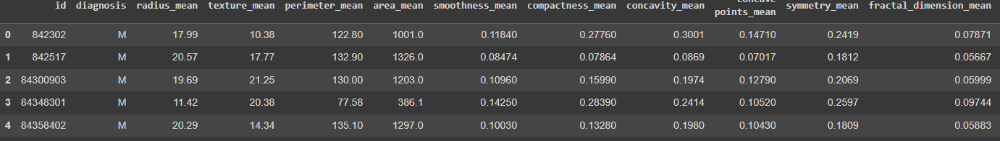 id diagnosis radius_mean texture_mean perimeter_mean area_mean smoothness_mean compactness_mean concavity_mean concave points_mean symmetry_mean fractal_dimension_mean
0 842302 M 17.99 10.38 122.80 1001.0 0.11840 0.27760 0.3001 0.14710 0.2419 0.07871
1 842517 M 20.57 17.77 132.90 1326.0 0.08474 0.07864 0.0869 0.07017 0.1812 0.05667
2 84300903 M 19.69 21.25 130.00 1203.0 0.10960 0.15990 0.1974 0.12790 0.2069 0.05999
3 84348301 M 11.42 20.38 77.58 386.1 0.14250 0.28390 0.2414 0.10520 0.2597 0.09744
4 84358402 M 20.29 14.34 135.10 1297.0 0.10030 0.13280 0.1980 0.10430 0.1809 0.05883